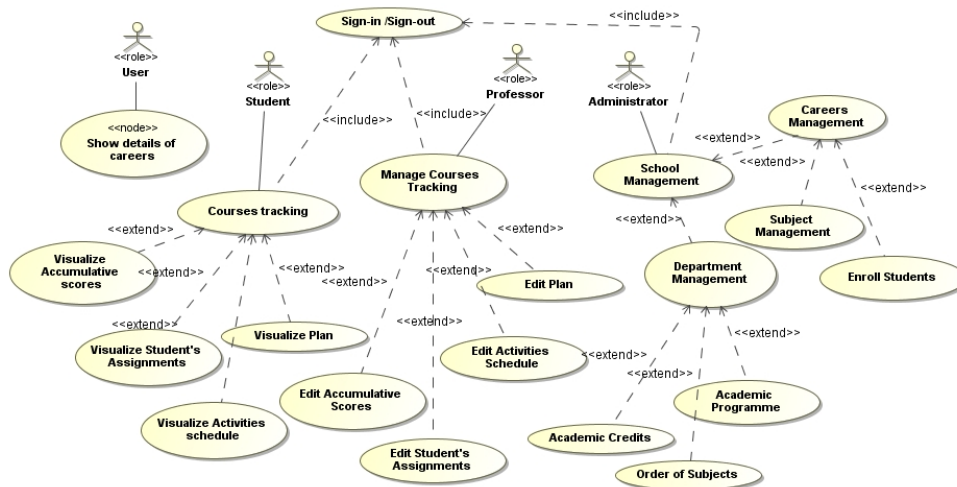 Sign-in /Sign-out
<<include>>
<<role>>
User
<<role>>
Student
<<role>>
Professor
<<role>>
Administrator
<<node>>
Show details of
careers
<<include>>
<<include>>
Careers
Management
<<extend>>
<<extend>>
<<extend>>
School
Management
Manage Courses
Tracking
Courses tracking
<<extend>>
<<extend>>
Subject
Management
Visualize
Accumulative
scores
<<extend>>
<<extend>>
<<extend>>
<<extend>>
Department
Management
Enroll Students
Edit Plan
<<extend>>
<<extend>>
<<extend>>
<<extend>>
Visualize Plan
Visualize Student's
Assignments
Edit Activities
Schedule
<<extend>>
<<extend>>
<<extend>>
Edit Accumulative
Scores
Academic
Programme
Visualize Activities
schedule
Academic Credits
Edit Student's
Assignments
Order of Subjects